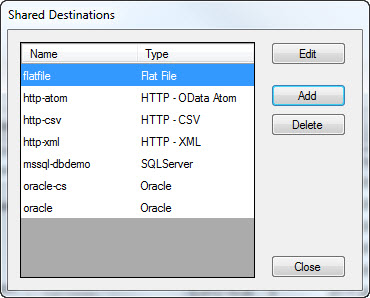 Shared Destinations
Name Type
flatfile Flat File
http-atom HTTP - OData Atom
http-csv HTTP - CSV
http-xml HTTP - XML
mssql-dbdemo SQLServer
oracle-cs Oracle
oracle Oracle
Edit
Add
Delete
Close